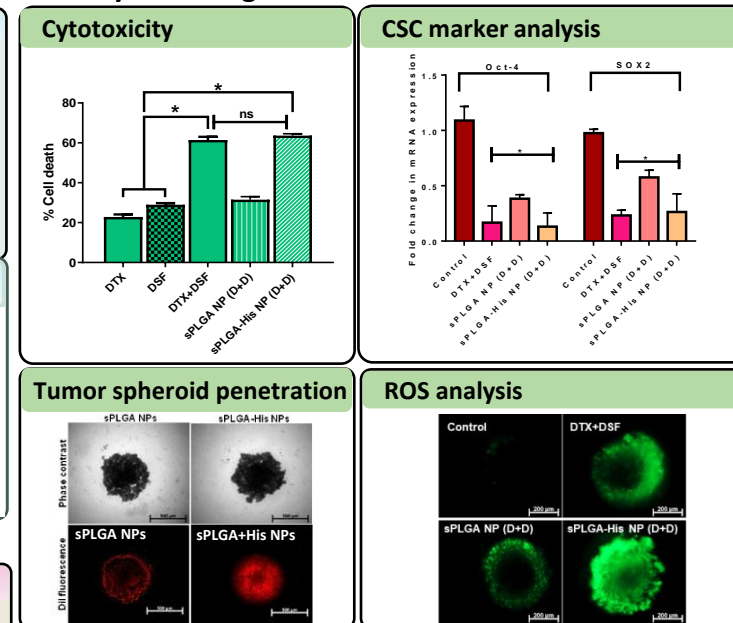 Cytotoxicity
80
60
40
20
0
% Cell death
*
*
ns
DTX
DSF
DTX+DSF
sPLGA NP (D+D)
sPLGA-His NP (D+D)
CSC marker analysis
Fold change in mRNA expression
1.5
1.0
0.5
0.0
Oct-4
SOX2
*
*
Control
DTX+DSF
sPLGA NP (D+D)
sPLGA-His NP (D+D)
Control
DTX+DSF
sPLGA NP (D+D)
sPLGA-His NP (D+D)
Tumor spheroid penetration
sPLGA NPs
sPLGA-His NPs
Phase contrast
DiI fluorescence
sPLGA NPs
sPLGA+His NPs
ROS analysis
Control
DTX+DSF
200 µm
200 µm
sPLGA NP (D+D)
sPLGA-His NP (D+D)
200 µm
200 µm